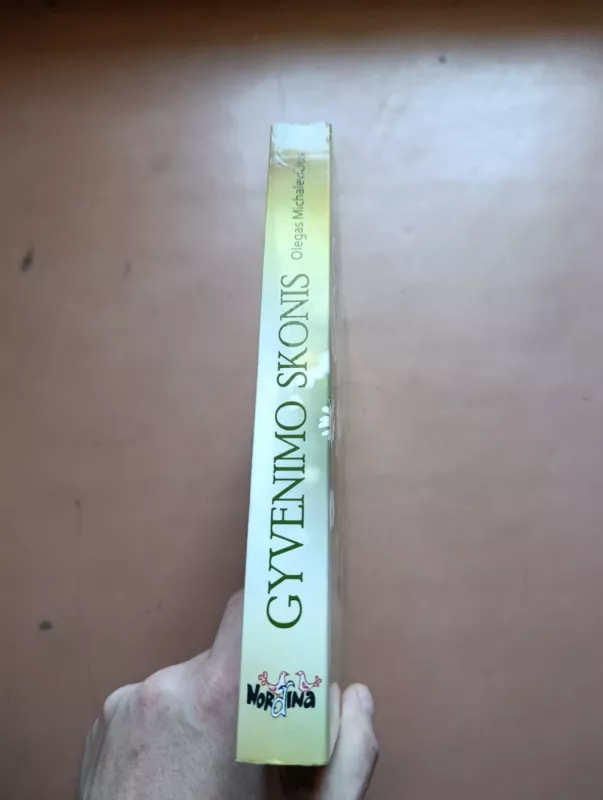 GYVENIMO SKONIS
Olegas Michalevičius
NORDINa